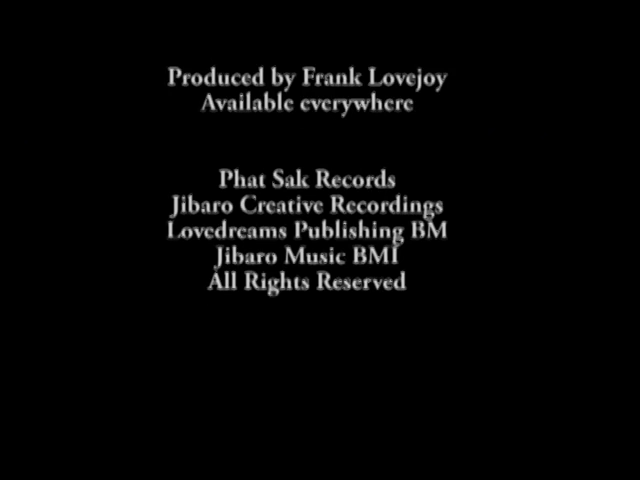 Produced by Frank Lovejoy
Available everywhere
Phat Sak Records
Jibaro Creative Recordings
Lovedreams Publishing BM
Jibaro Music BMI
All Rights Reserved